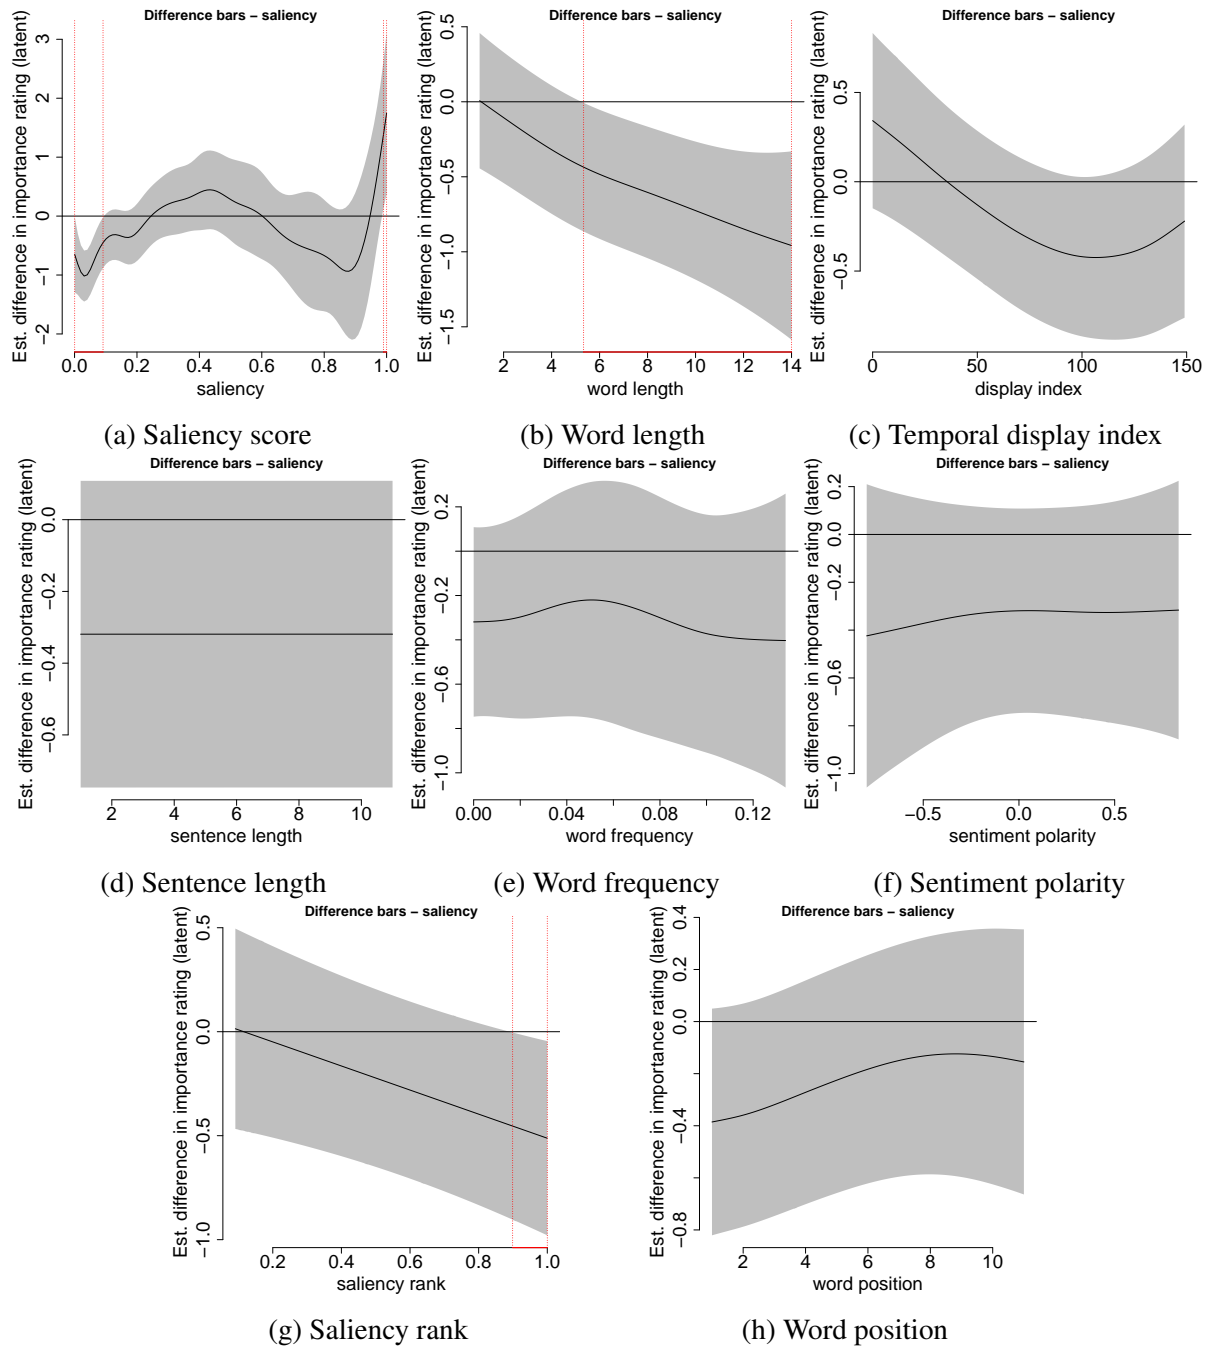 Difference bars − saliency
Est. difference in importance rating (latent)
3
2
1
0
−1
−2
0.0 0.2 0.4 0.6 0.8 1.0
saliency
(a) Saliency score
Difference bars − saliency
Est. difference in importance rating (latent)
0.5
0.0
−0.5
−1.0
−1.5
2 4 6 8 10 12 14
word length
(b) Word length
Difference bars − saliency
Est. difference in importance rating (latent)
0.5
0.0
−0.5
0 50 100 150
display index
(c) Temporal display index
Difference bars − saliency
Est. difference in importance rating (latent)
0.0
−0.2
−0.4
−0.6
2 4 6 8 10
sentence length
(d) Sentence length
Difference bars − saliency
Est. difference in importance rating (latent)
0.2
−0.2
−0.6
−1.0
0.00 0.04 0.08 0.12
word frequency
(e) Word frequency
Difference bars − saliency
Est. difference in importance rating (latent)
0.2
0.0
−0.2
−0.6
−1.0
−0.5 0.0 0.5
sentiment polarity
(f) Sentiment polarity
Difference bars − saliency
Est. difference in importance rating (latent)
0.5
0.0
−0.5
−1.0
0.2 0.4 0.6 0.8 1.0
saliency rank
(g) Saliency rank
Difference bars − saliency
Est. difference in importance rating (latent)
0.4
0.2
0.0
−0.4
−0.8
2 4 6 8 10
word position
(h) Word position